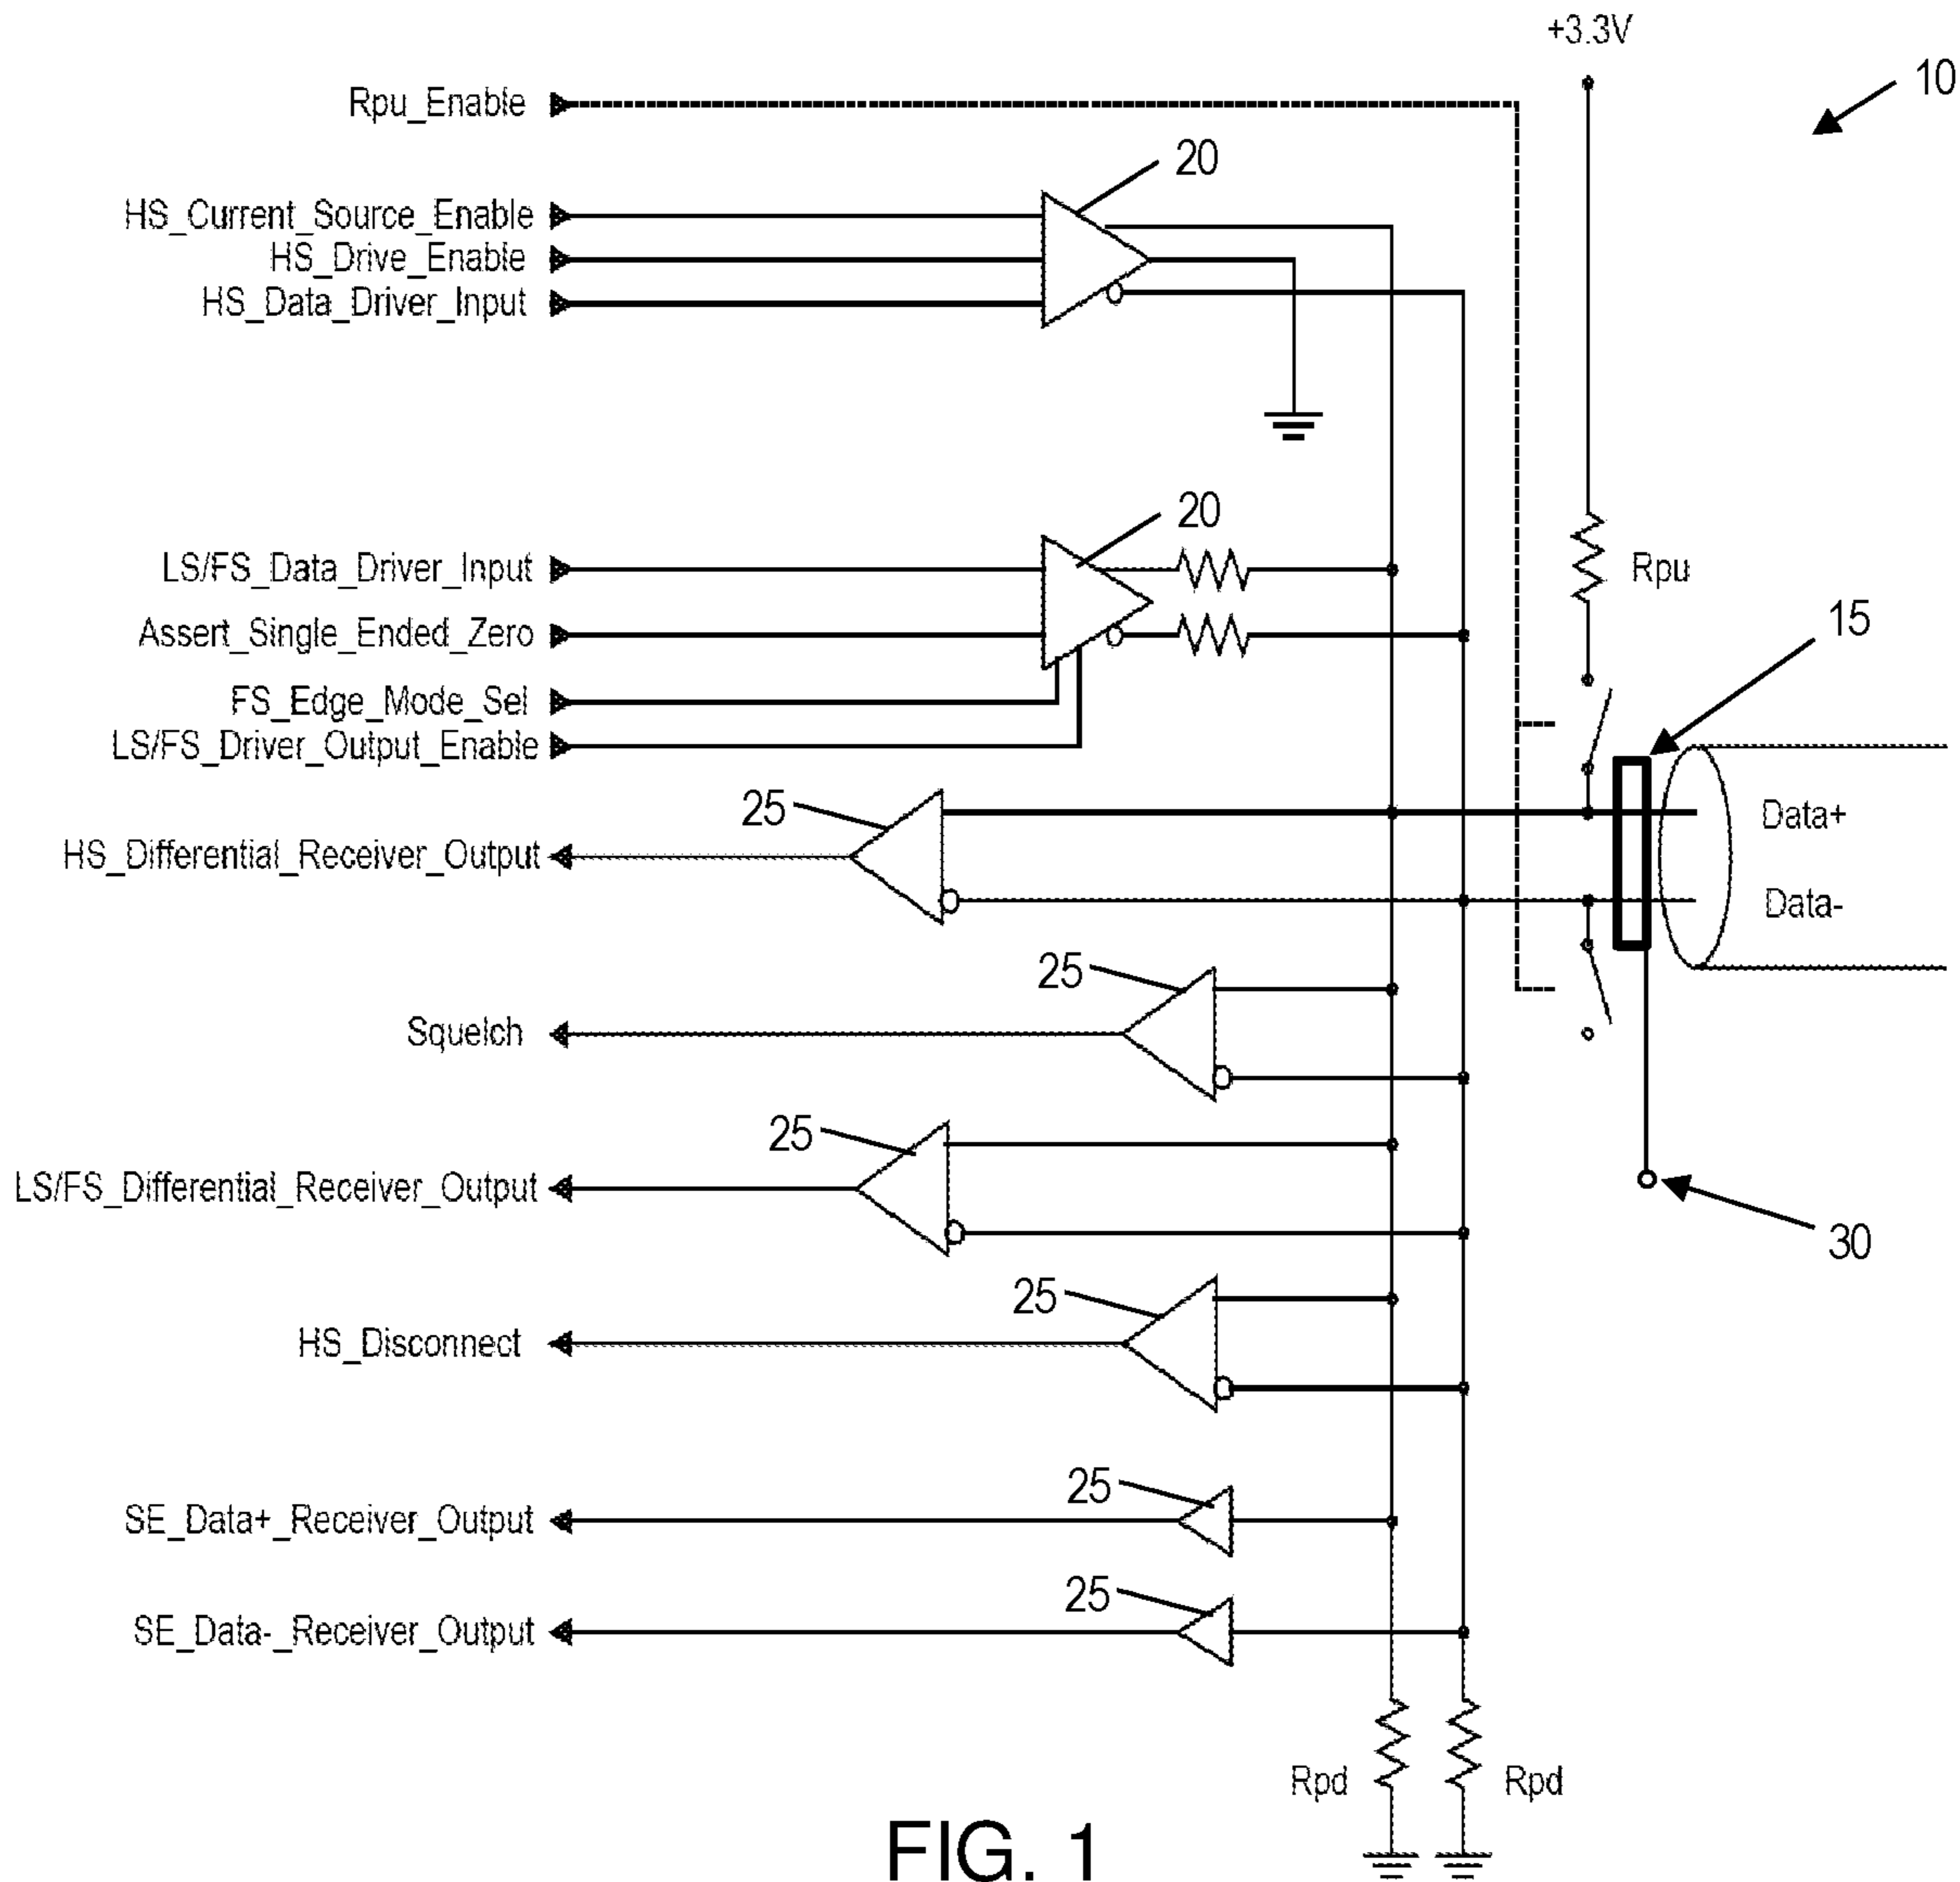 +3.3V
10
Rpu_Enable
20
HS_Current_Source_Enable
HS_Drive_Enable
HS_Data_Driver_Input
20
LS/FS_Data_Driver_Input
Rpu
Assert_Single_Ended_Zero
15
FS_Edge_Mode_Sel
LS/FS_Driver_Output_Enable
25
Data+
HS_Differential_Receiver_Output
Data-
25
Squelch
25
LS/FS_Differential_Receiver_Output
30
25
HS_Disconnect
25
SE_Data+_Receiver_Output
25
SE_Data-_Receiver_Output
Rpd
Rpd
FIG. 1